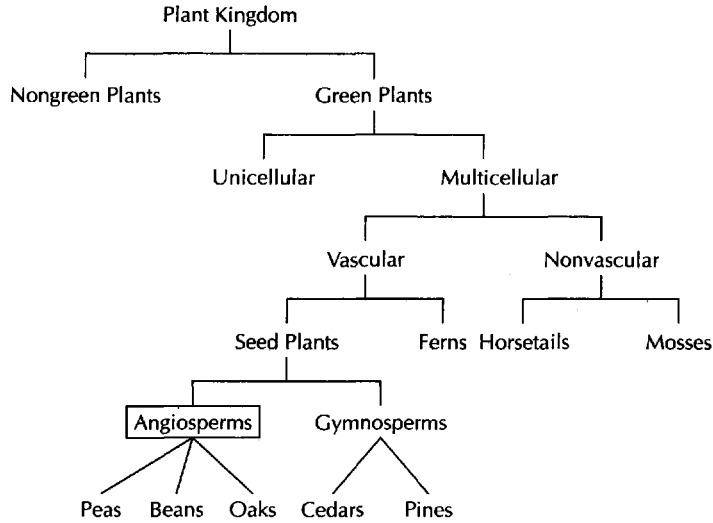 Plant Kingdom
Nongreen Plants Green Plants
Unicellular Multicellular
Vascular Nonvascular
Seed Plants Ferns Horsetails Mosses
Angiosperms Gymnosperms
Peas Beans Oaks Cedars Pines